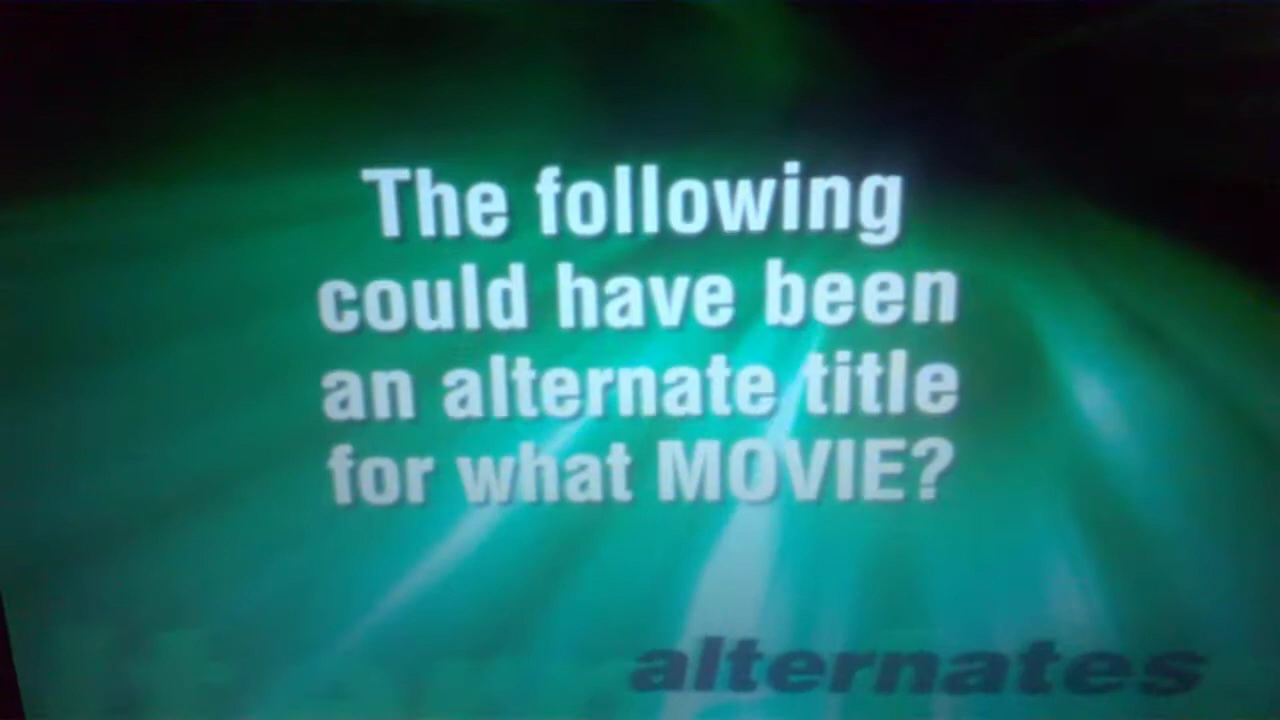 The following
could have been
an alternate title
for what MOVIE?
alternates